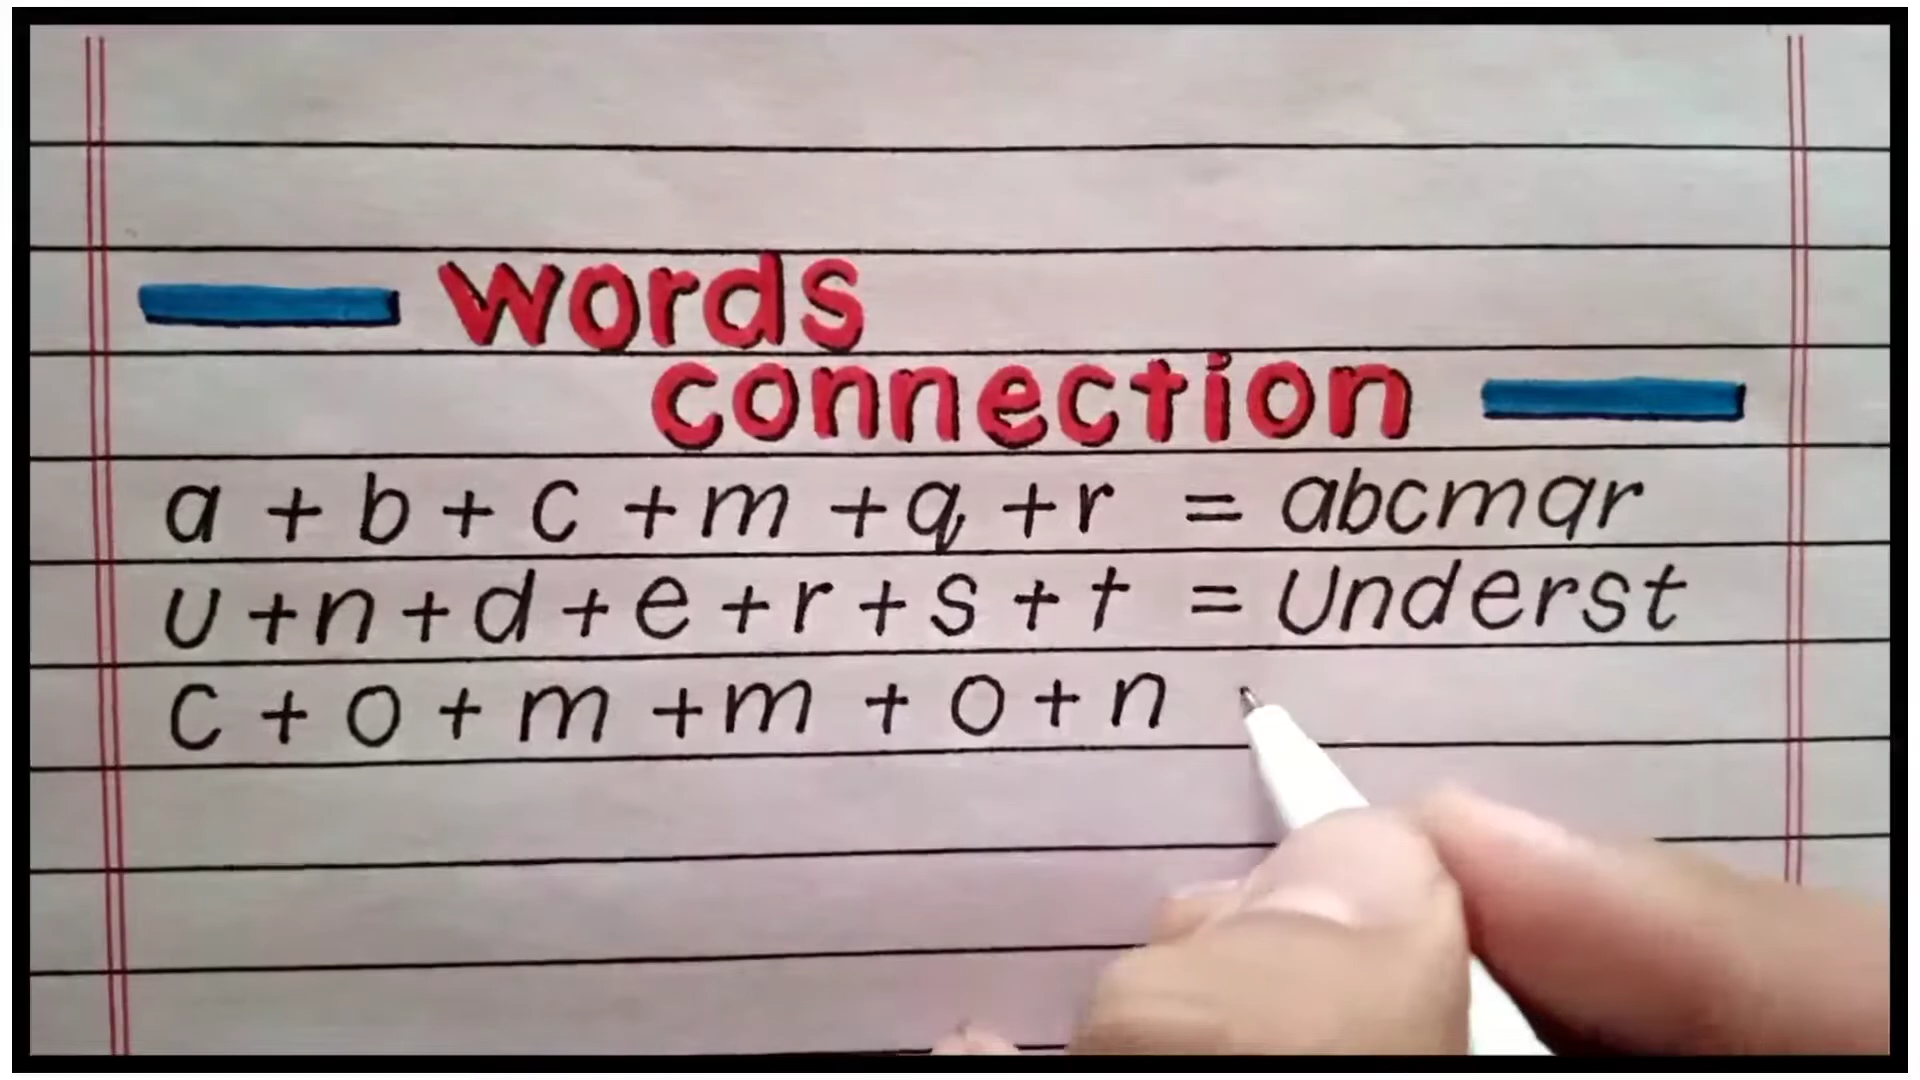 words
connection
a + b + c + m + q + r = abcmqr
u + n + d + e + r + s + t = Underst
c + o + m + m + o + n